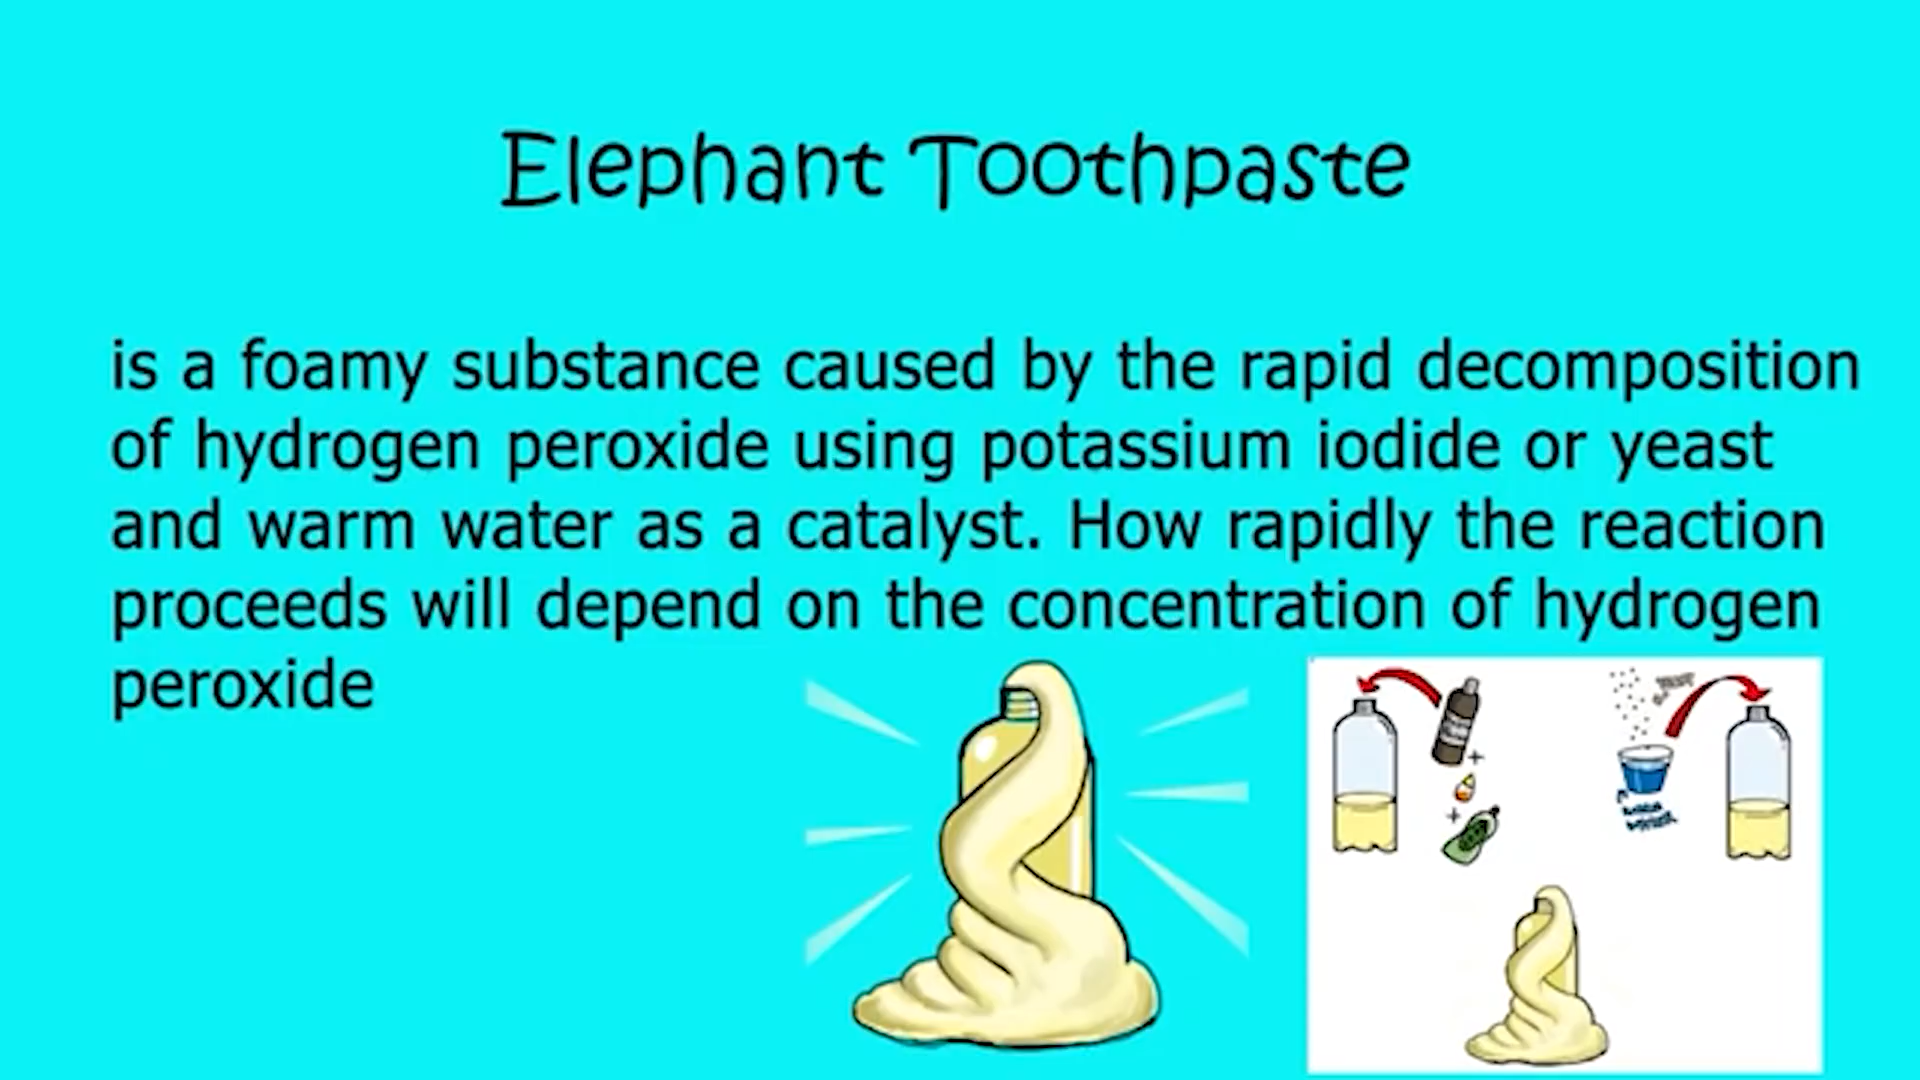 Elephant Toothpaste
is a foamy substance caused by the rapid decomposition
of hydrogen peroxide using potassium iodide or yeast
and warm water as a catalyst. How rapidly the reaction
proceeds will depend on the concentration of hydrogen
peroxide